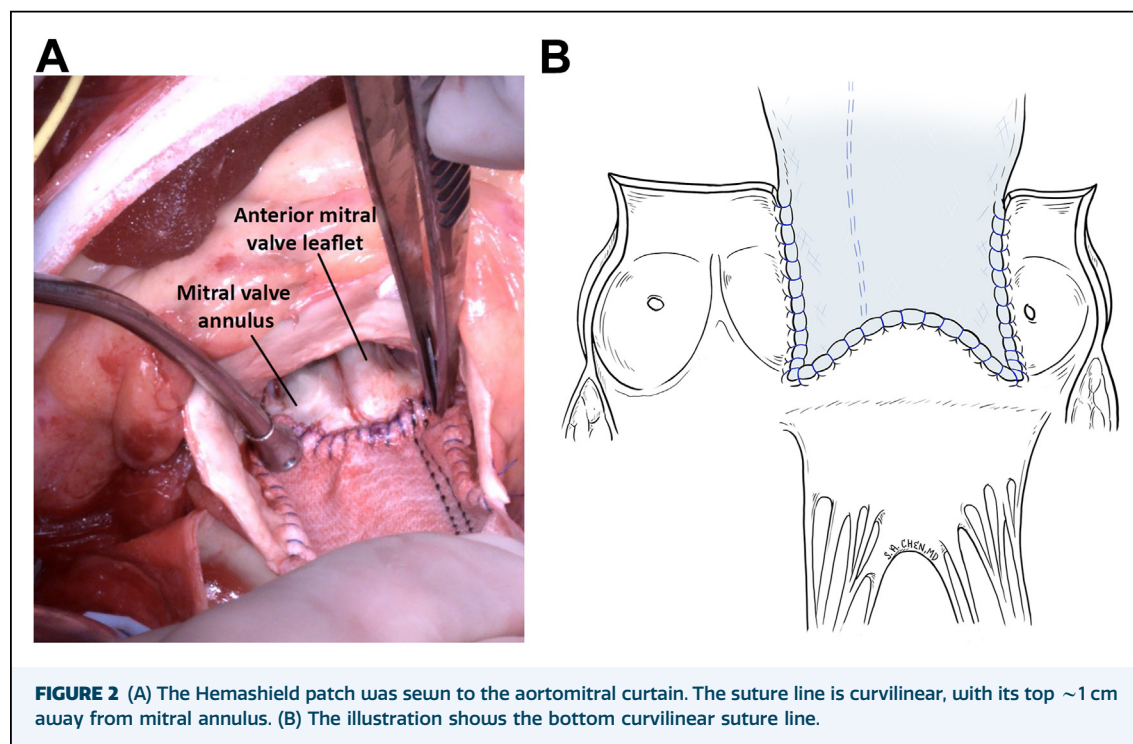 A
B
Anterior mitral
valve leaflet
Mitral valve
annulus
S.A. CHEN, MD
FIGURE 2 (A) The Hemashield patch was sewn to the aortomitral curtain. The suture line is curvilinear, with its top ~1 cm
away from mitral annulus. (B) The illustration shows the bottom curvilinear suture line.